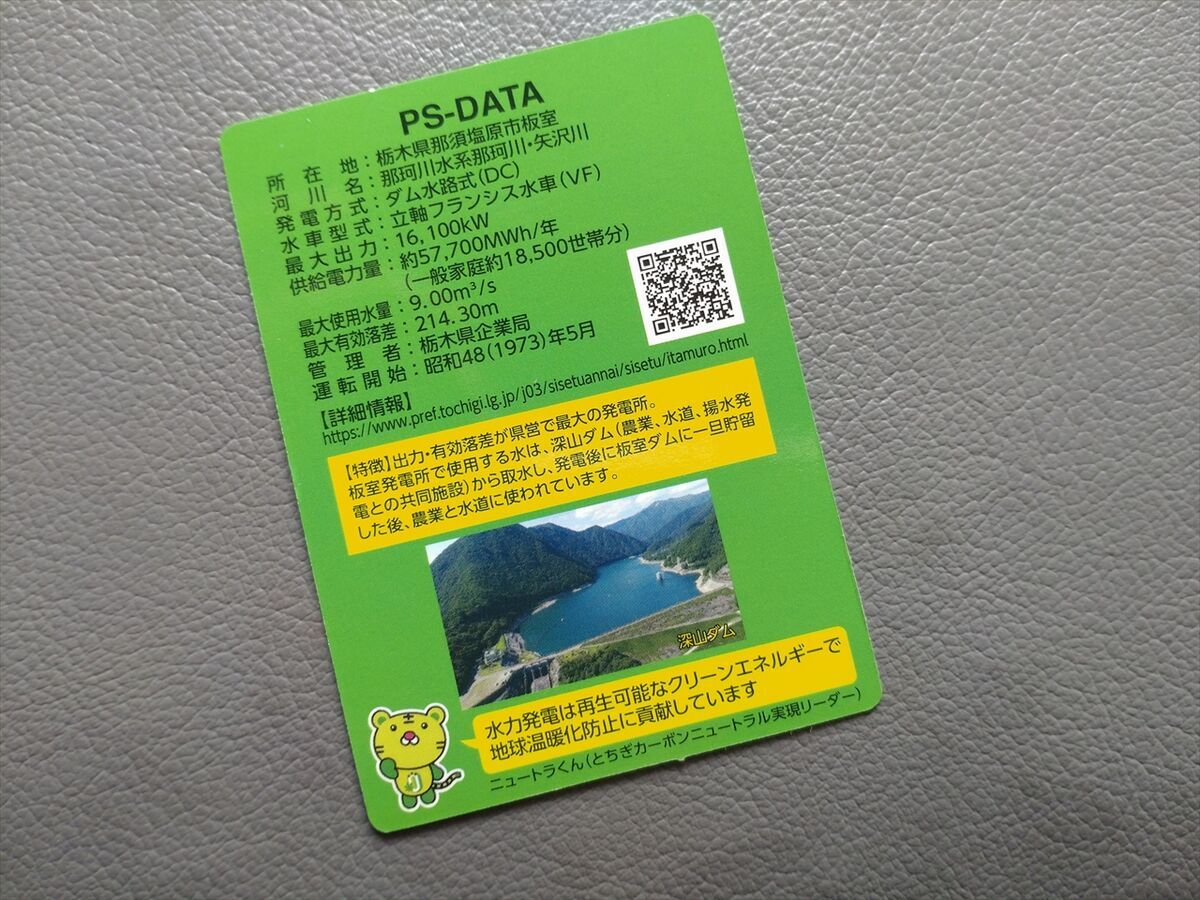 PS-DATA
所在地：栃木県那須塩原市板室
河川名：那珂川水系那珂川・矢沢川
発電方式：ダム水路式(DC)
水車型式：立軸フランシス水車(VF)
最大出力：16,100kW
供給電力量：約57,700MWh/年
(一般家庭約18,500世帯分)
最大使用水量：9.00m³/s
最大有効落差：214.30m
管理者：栃木県企業局
運転開始：昭和48(1973)年5月
【詳細情報】
https://www.pref.tochigi.lg.jp/j03/sisetuannai/sisetu/itamuro.html
【特徴】出力・有効落差が県営で最大の発電所。
板室発電所で使用する水は、深山ダム(農業、水道、揚水発
電との共同施設)から取水し、発電後に板室ダムに一旦貯留
した後、農業と水道に使われています。
深山ダム
水力発電は再生可能なクリーンエネルギーで
地球温暖化防止に貢献しています
ニュートラくん(とちぎカーボンニュートラル実現リーダー)